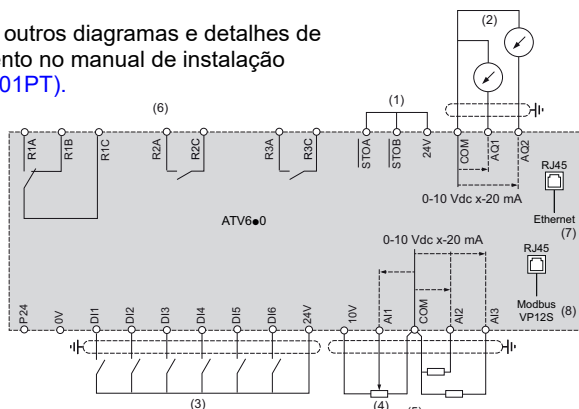 outros diagramas e detalhes de
ento no manual de instalação
01PT).
(2)
(6)
(1)
R1A
R1B
R1C
R2A
R2C
R3A
R3C
STOA
STOB
24V
COM
AQ1
AQ2
RJ45
0-10 Vdc x-20 mA
Ethernet
(7)
ATV6●0
0-10 Vdc x-20 mA
RJ45
Modbus
VP12S
(8)
P24
0V
DI1
DI2
DI3
DI4
DI5
DI6
24V
10V
AI1
COM
AI2
AI3
(3)
(4)
(5)